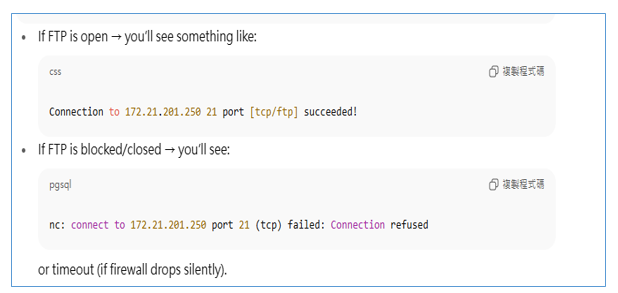 • If FTP is open → you'll see something like:
css 複製程式碼
Connection to 172.21.201.250 21 port [tcp/ftp] succeeded!
• If FTP is blocked/closed → you'll see:
pgsql 複製程式碼
nc: connect to 172.21.201.250 port 21 (tcp) failed: Connection refused
or timeout (if firewall drops silently).